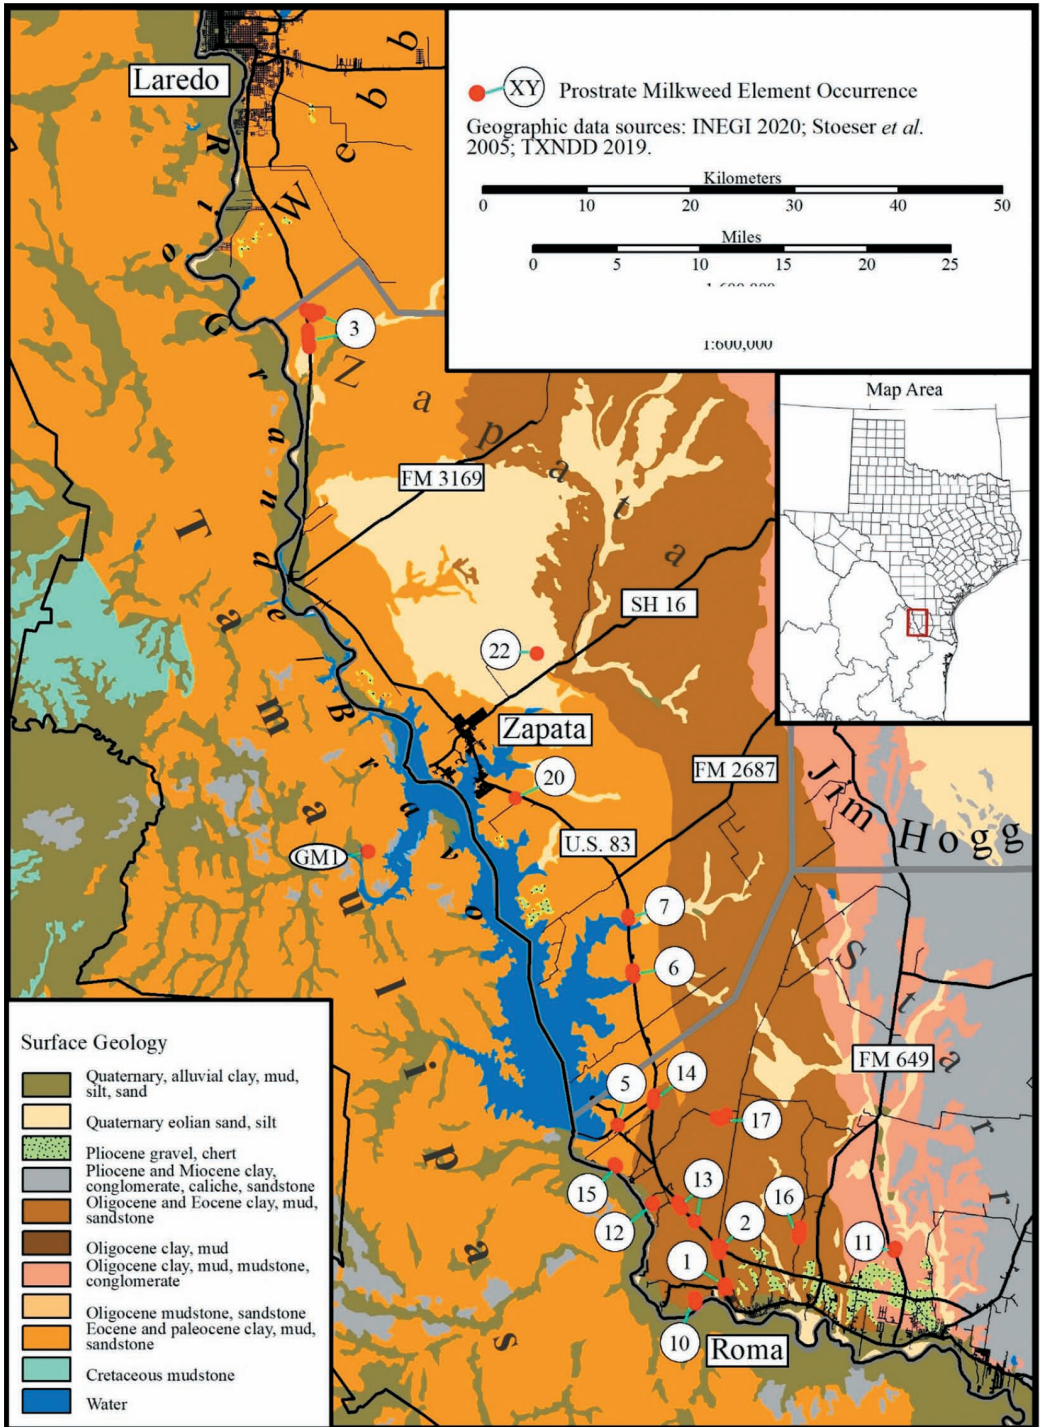 Laredo
Webb
XY Prostrate Milkweed Element Occurrence
Geographic data sources: INEGI 2020; Stoeser et al.
2005; TXNDD 2019.
Kilometers
0 10 20 30 40 50
Miles
0 5 10 15 20 25
1:600,000
Map Area
Rio Grande
Bravo
3
Zapata
FM 3169
SH 16
22
Zapata
FM 2687
20
U.S. 83
GM1
Tamaulipas
Jim Hogg
7
6
Starr
FM 649
5
14
17
15
12
13
2
16
11
1
10
Roma
Surface Geology
Quaternary, alluvial clay, mud,
silt, sand
Quaternary eolian sand, silt
Pliocene gravel, chert
Pliocene and Miocene clay,
conglomerate, caliche, sandstone
Oligocene and Eocene clay, mud,
sandstone
Oligocene clay, mud
Oligocene clay, mud, mudstone,
conglomerate
Oligocene mudstone, sandstone
Eocene and paleocene clay, mud,
sandstone
Cretaceous mudstone
Water